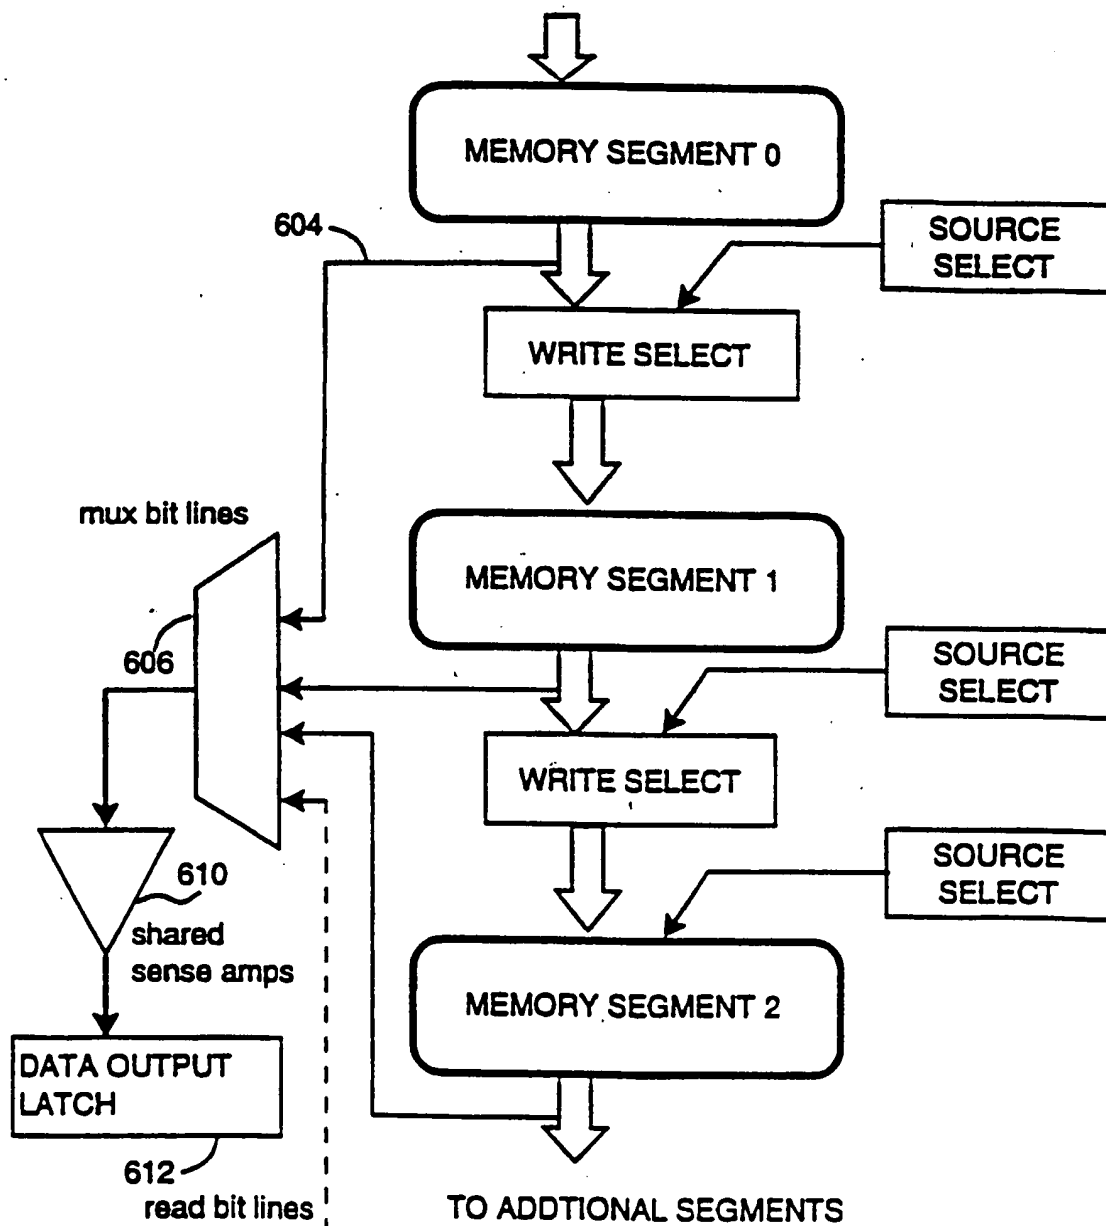 MEMORY SEGMENT 0
604
SOURCE
SELECT
WRITE SELECT
mux bit lines
MEMORY SEGMENT 1
606
SOURCE
SELECT
WRITE SELECT
SOURCE
SELECT
610
shared
sense amps
MEMORY SEGMENT 2
DATA OUTPUT
LATCH
612
read bit lines
TO ADDTIONAL SEGMENTS